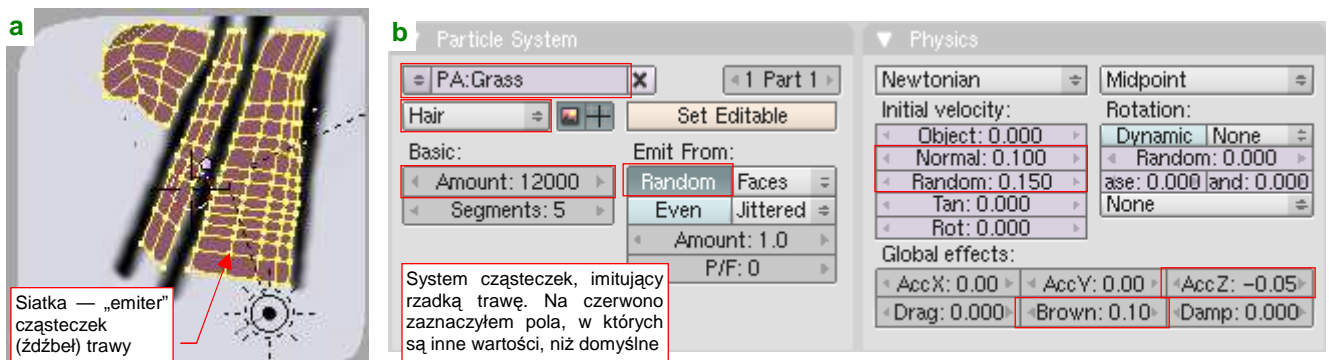 a
Siatka — „emiter”
cząsteczek
(źdźbeł) trawy
b
Particle System
PA:Grass
1 Part 1
Hair
Set Editable
Basic:
Emit From:
Amount: 12000
Random
Faces
Segments: 5
Even
Jittered
Amount: 1.0
P/F: 0
System cząsteczek, imitujący
rzadką trawę. Na czerwono
zaznaczyłem pola, w których
są inne wartości, niż domyślne
Physics
Newtonian
Midpoint
Initial velocity:
Rotation:
Object: 0.000
Dynamic
None
Normal: 0.100
Random: 0.000
Random: 0.150
ase: 0.000
and: 0.000
Tan: 0.000
None
Rot: 0.000
Global effects:
AccX: 0.00
AccY: 0.00
AccZ: -0.05
Drag: 0.000
Brown: 0.10
Damp: 0.000